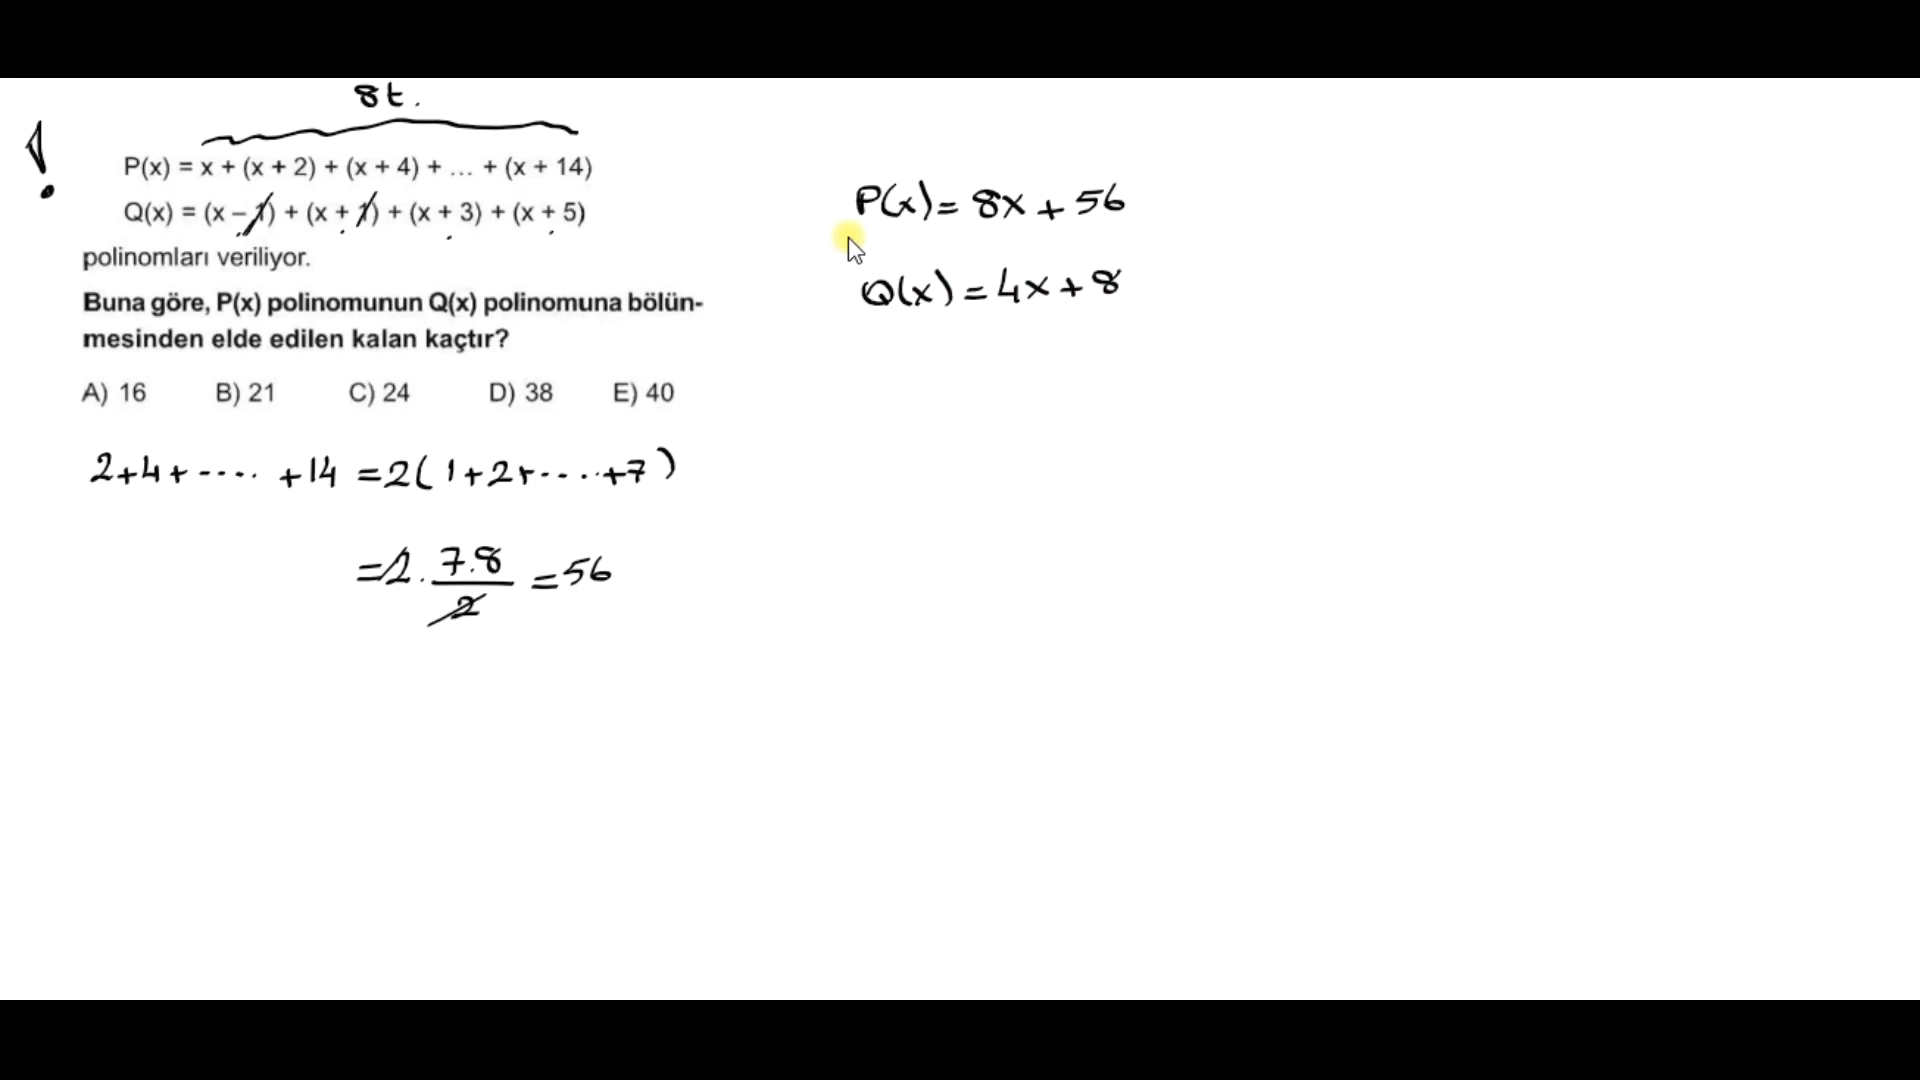 8t.
!
P(x) = x + (x + 2) + (x + 4) + ... + (x + 14)
Q(x) = (x – 1) + (x + 1) + (x + 3) + (x + 5)
polinomları veriliyor.
Buna göre, P(x) polinomunun Q(x) polinomuna bölün-
mesinden elde edilen kalan kaçtır?
A) 16 B) 21 C) 24 D) 38 E) 40
2+4+ ..... +14 = 2(1+2+.....+7)
= 2 . 7.8 / 2 = 56
P(x) = 8x + 56
Q(x) = 4x + 8